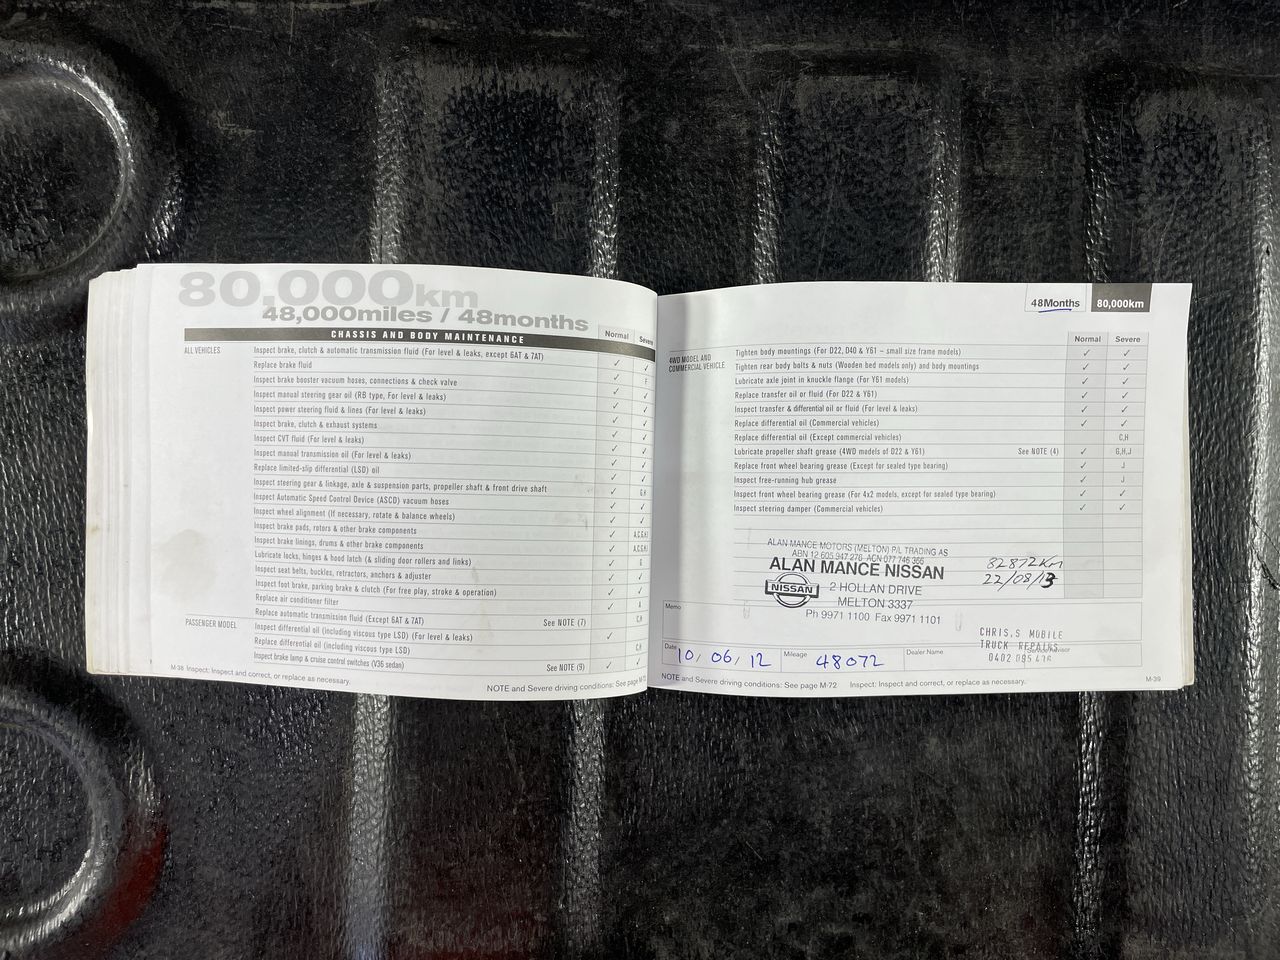 80,000km
48,000miles / 48months
CHASSIS AND BODY MAINTENANCE
Normal
Severe
ALL VEHICLES
Inspect brake, clutch & automatic transmission fluid (For level & leaks, except 6AT & 7AT) ✓ ✓
Replace brake fluid ✓ ✓
Inspect brake booster vacuum hoses, connections & check valve ✓
Inspect manual steering gear oil (RB type, For level & leaks) ✓ ✓
Inspect power steering fluid & lines (For level & leaks) ✓ ✓
Inspect brake, clutch & exhaust systems ✓ ✓
Inspect CVT fluid (For level & leaks) ✓ ✓
Inspect manual transmission oil (For level & leaks) ✓ ✓
Replace limited-slip differential (LSD) oil ✓ ✓
Inspect steering gear & linkage, axle & suspension parts, propeller shaft & front drive shaft ✓
Inspect Automatic Speed Control Device (ASCD) vacuum hoses ✓ ✓
Inspect wheel alignment (If necessary, rotate & balance wheels) ✓ ✓
Inspect brake pads, rotors & other brake components ✓
Inspect brake linings, drums & other brake components ✓
Lubricate locks, hinges & hood latch (& sliding door rollers and links) ✓ G
Inspect seat belts, buckles, retractors, anchors & adjuster ✓ ✓
Inspect foot brake, parking brake & clutch (For free play, stroke & operation) ✓ ✓
Replace air conditioner filter ✓
Replace automatic transmission fluid (Except 6AT & 7AT) See NOTE (7) C,H
PASSENGER MODEL
Inspect differential oil (including viscous type LSD) (For level & leaks) ✓
Replace differential oil (including viscous type LSD) C,H
Inspect brake lamp & cruise control switches (V36 sedan) See NOTE (9) ✓ ✓
M-38 Inspect: Inspect and correct, or replace as necessary.
NOTE and Severe driving conditions: See page M-72
48Months
80,000km
Normal
Severe
4WD MODEL AND
COMMERCIAL VEHICLE
Tighten body mountings (For D22, D40 & Y61 – small size frame models) ✓ ✓
Tighten rear body bolts & nuts (Wooden bed models only) and body mountings ✓ ✓
Lubricate axle joint in knuckle flange (For Y61 models) ✓ ✓
Replace transfer oil or fluid (For D22 & Y61) ✓ ✓
Inspect transfer & differential oil or fluid (For level & leaks) ✓ ✓
Replace differential oil (Commercial vehicles) ✓ ✓
Replace differential oil (Except commercial vehicles) C,H
Lubricate propeller shaft grease (4WD models of D22 & Y61) See NOTE (4) ✓ G,H,J
Replace front wheel bearing grease (Except for sealed type bearing) ✓ J
Inspect free-running hub grease ✓ J
Inspect front wheel bearing grease (For 4x2 models, except for sealed type bearing) ✓ ✓
Inspect steering damper (Commercial vehicles) ✓ ✓
ALAN MANCE MOTORS (MELTON) P/L TRADING AS
ABN 12 605 947 276 ACN 077 746 366
ALAN MANCE NISSAN
NISSAN
2 HOLLAN DRIVE
MELTON 3337
Ph 9971 1100 Fax 9971 1101
82872Km
22/08/13
Memo
CHRIS,S MOBILE
TRUCK REPAIRS
Date 10, 06, 12 Mileage 48072 Dealer Name Service Advisor
NOTE and Severe driving conditions: See page M-72 Inspect: Inspect and correct, or replace as necessary.
M-39